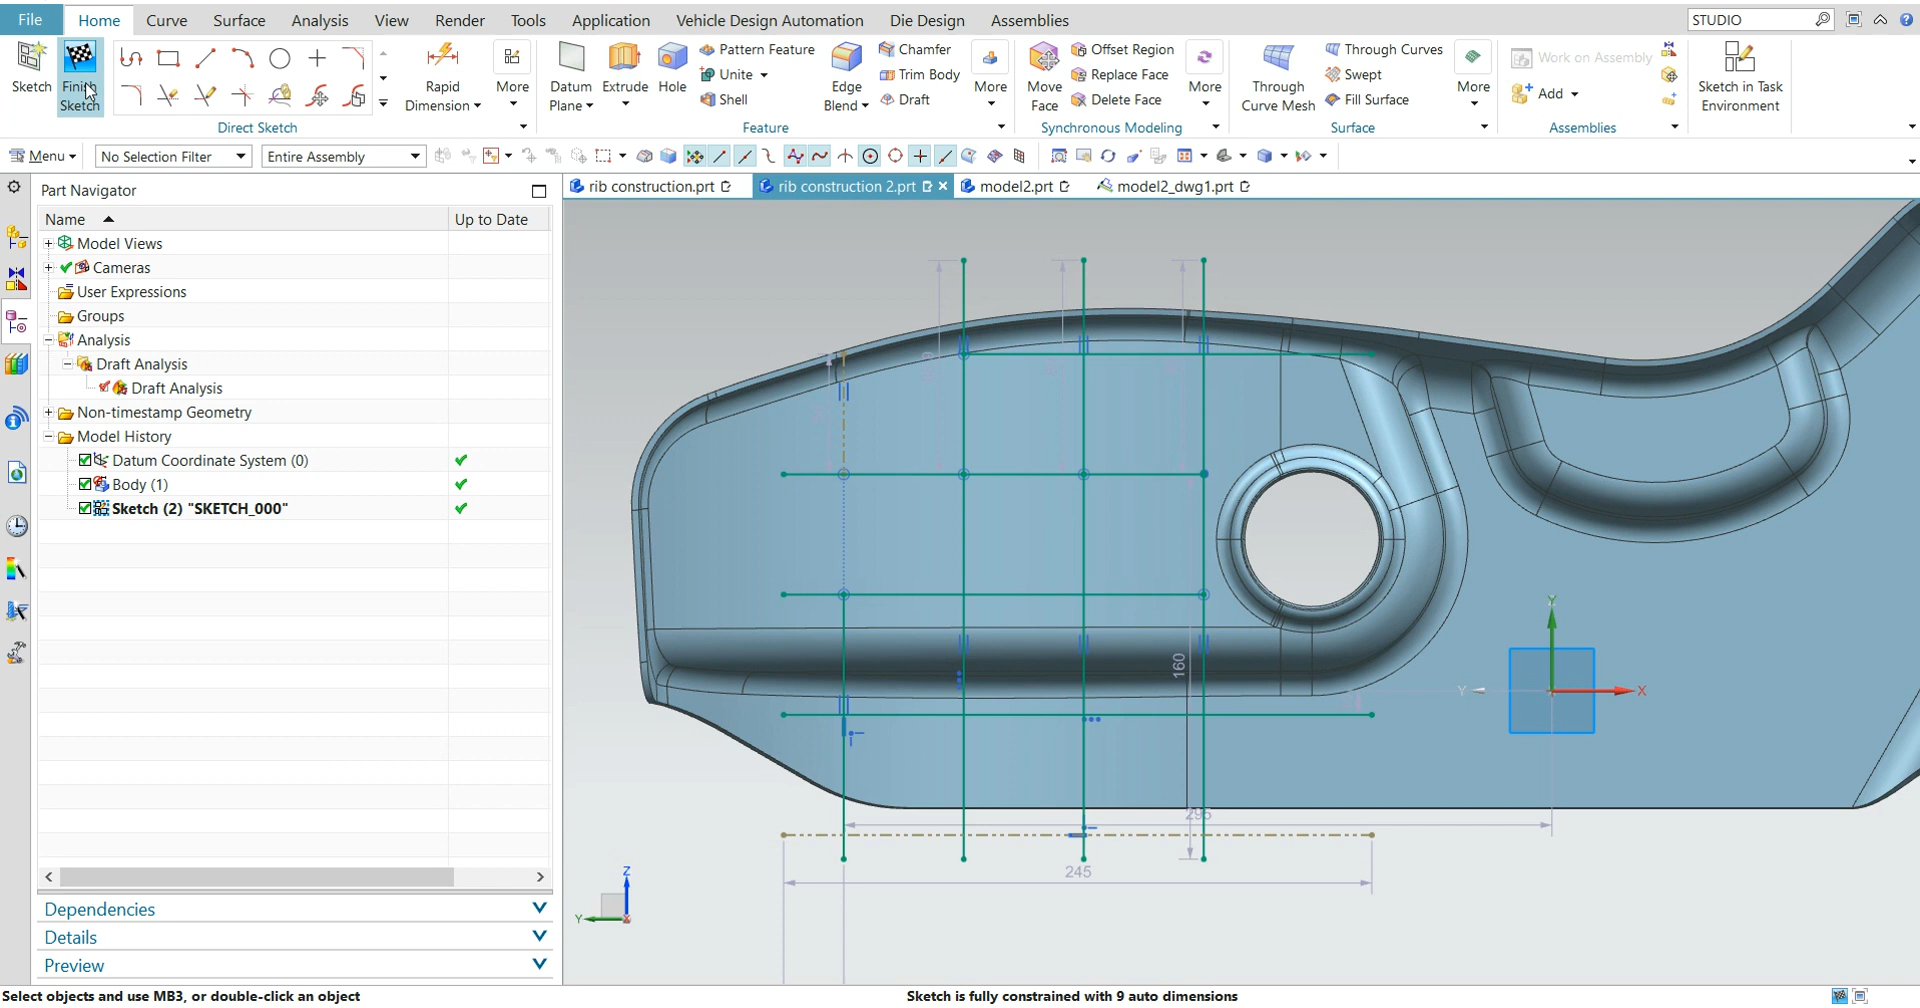 File Home Curve Surface Analysis View Render Tools Application Vehicle Design Automation Die Design Assemblies STUDIO
Sketch
Finish Sketch
Direct Sketch
Rapid Dimension
More
Datum Plane
Extrude
Hole
Pattern Feature
Unite
Shell
Edge Blend
Chamfer
Trim Body
Draft
More
Feature
Move Face
Offset Region
Replace Face
Delete Face
More
Synchronous Modeling
Through Curve Mesh
Through Curves
Swept
Fill Surface
More
Surface
Work on Assembly
Add
Assemblies
Sketch in Task Environment
Menu No Selection Filter Entire Assembly
Part Navigator
rib construction.prt rib construction 2.prt model2.prt model2_dwg1.prt
Name Up to Date
Model Views
Cameras
User Expressions
Groups
Analysis
Draft Analysis
Draft Analysis
Non-timestamp Geometry
Model History
Datum Coordinate System (0)
Body (1)
Sketch (2) "SKETCH_000"
Dependencies
Details
Preview
160
295
245
Y
Y
X
Z
Y
X
Select objects and use MB3, or double-click an object
Sketch is fully constrained with 9 auto dimensions